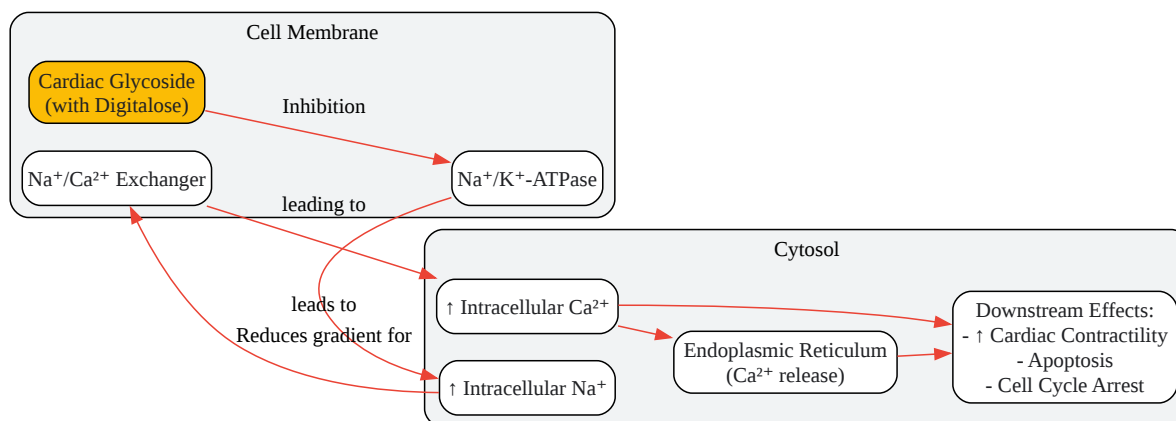 Cell Membrane
Cardiac Glycoside
(with Digitalose)
Inhibition
Na⁺/Ca²⁺ Exchanger
Na⁺/K⁺-ATPase
leading to
Cytosol
↑ Intracellular Ca²⁺
leads to
Reduces gradient for
Endoplasmic Reticulum
(Ca²⁺ release)
Downstream Effects:
- ↑ Cardiac Contractility
- Apoptosis
- Cell Cycle Arrest
↑ Intracellular Na⁺